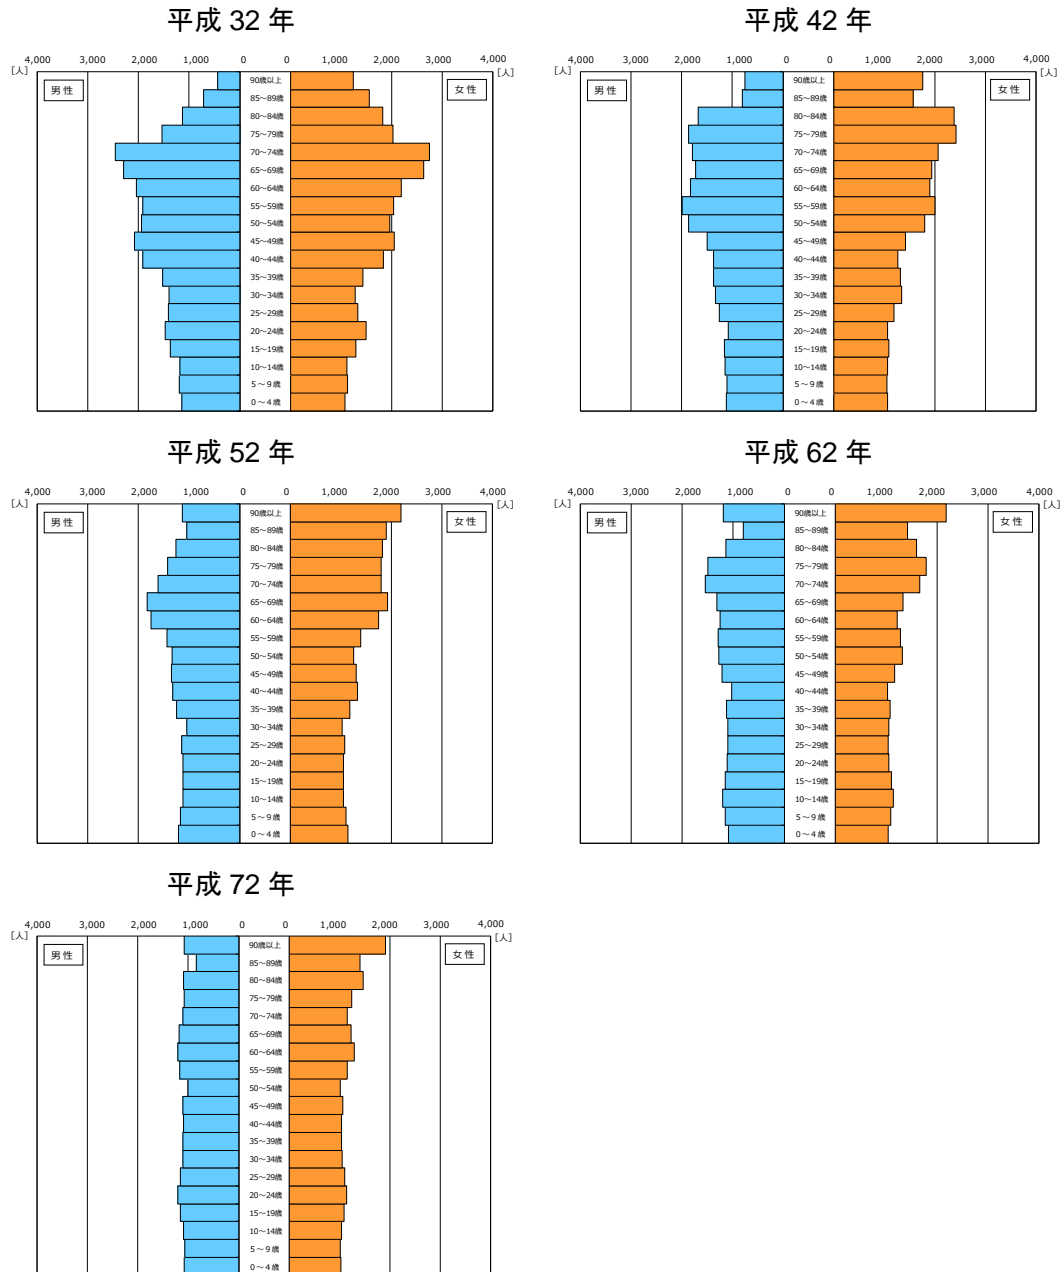 平成 32 年
4,000 3,000 2,000 1,000 0 0 1,000 2,000 3,000 4,000
[人] [人]
男性 女性
90歳以上
85～89歳
80～84歳
75～79歳
70～74歳
65～69歳
60～64歳
55～59歳
50～54歳
45～49歳
40～44歳
35～39歳
30～34歳
25～29歳
20～24歳
15～19歳
10～14歳
5～9歳
0～4歳
平成 42 年
4,000 3,000 2,000 1,000 0 0 1,000 2,000 3,000 4,000
[人] [人]
男性 女性
90歳以上
85～89歳
80～84歳
75～79歳
70～74歳
65～69歳
60～64歳
55～59歳
50～54歳
45～49歳
40～44歳
35～39歳
30～34歳
25～29歳
20～24歳
15～19歳
10～14歳
5～9歳
0～4歳
平成 52 年
4,000 3,000 2,000 1,000 0 0 1,000 2,000 3,000 4,000
[人] [人]
男性 女性
90歳以上
85～89歳
80～84歳
75～79歳
70～74歳
65～69歳
60～64歳
55～59歳
50～54歳
45～49歳
40～44歳
35～39歳
30～34歳
25～29歳
20～24歳
15～19歳
10～14歳
5～9歳
0～4歳
平成 62 年
4,000 3,000 2,000 1,000 0 0 1,000 2,000 3,000 4,000
[人] [人]
男性 女性
90歳以上
85～89歳
80～84歳
75～79歳
70～74歳
65～69歳
60～64歳
55～59歳
50～54歳
45～49歳
40～44歳
35～39歳
30～34歳
25～29歳
20～24歳
15～19歳
10～14歳
5～9歳
0～4歳
平成 72 年
4,000 3,000 2,000 1,000 0 0 1,000 2,000 3,000 4,000
[人] [人]
男性 女性
90歳以上
85～89歳
80～84歳
75～79歳
70～74歳
65～69歳
60～64歳
55～59歳
50～54歳
45～49歳
40～44歳
35～39歳
30～34歳
25～29歳
20～24歳
15～19歳
10～14歳
5～9歳
0～4歳